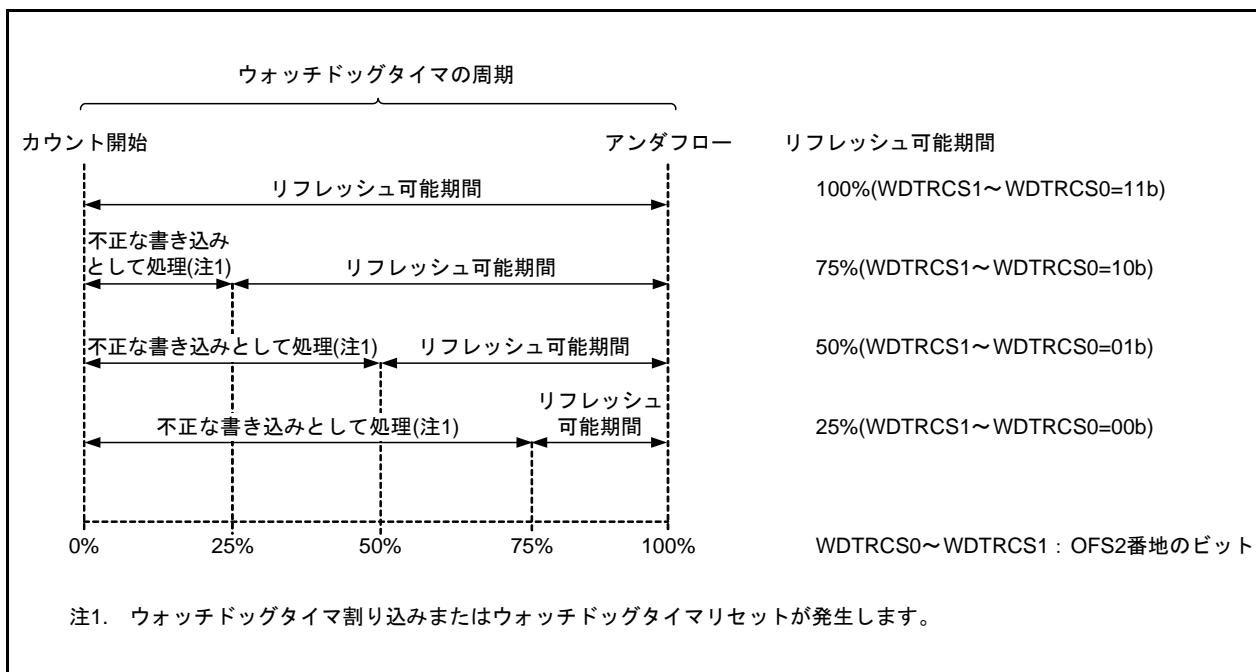 ウォッチドッグタイマの周期
カウント開始
アンダフロー
リフレッシュ可能期間
リフレッシュ可能期間
100%(WDTRCS1～WDTRCS0=11b)
不正な書き込み
として処理(注1)
リフレッシュ可能期間
75%(WDTRCS1～WDTRCS0=10b)
不正な書き込みとして処理(注1)
リフレッシュ可能期間
50%(WDTRCS1～WDTRCS0=01b)
不正な書き込みとして処理(注1)
リフレッシュ
可能期間
25%(WDTRCS1～WDTRCS0=00b)
0%
25%
50%
75%
100%
WDTRCS0～WDTRCS1：OFS2番地のビット
注1. ウォッチドッグタイマ割り込みまたはウォッチドッグタイマリセットが発生します。